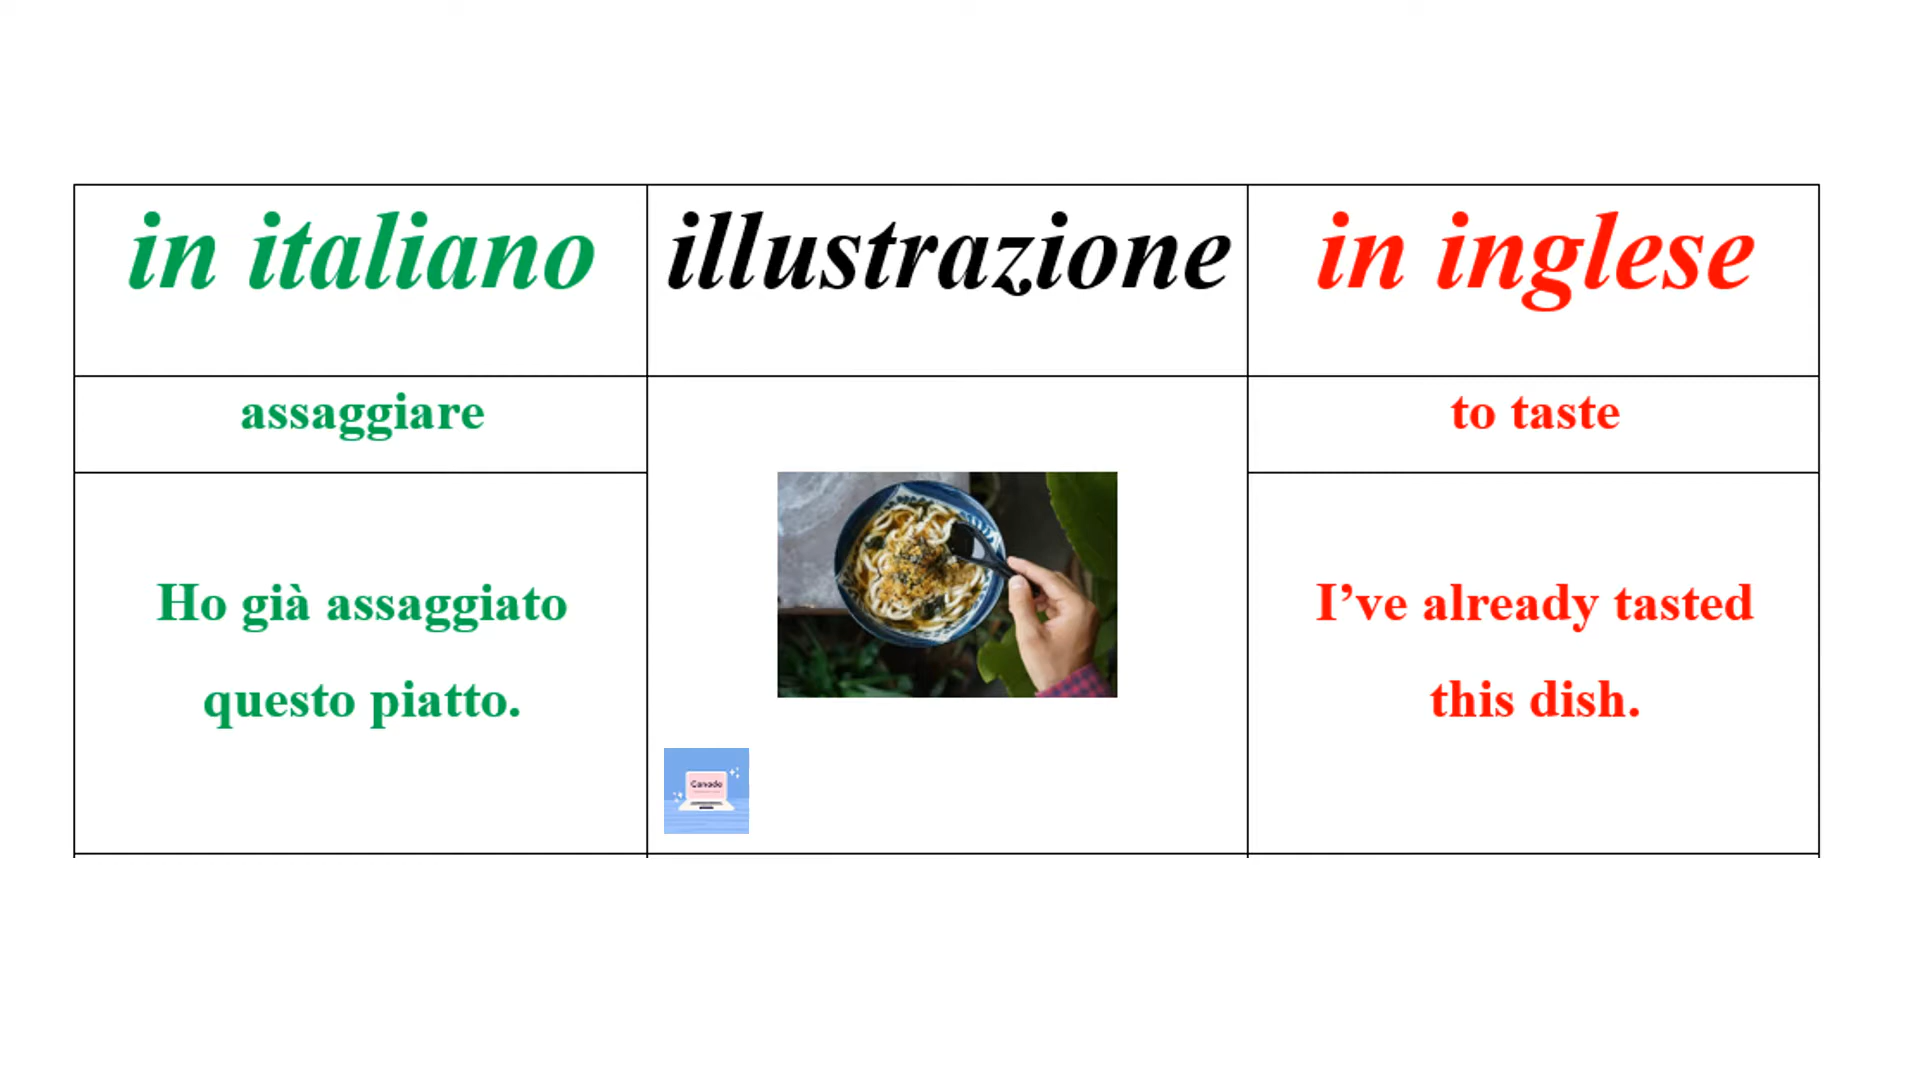 in italiano
illustrazione
in inglese
assaggiare
to taste
Ho già assaggiato
questo piatto.
I’ve already tasted
this dish.